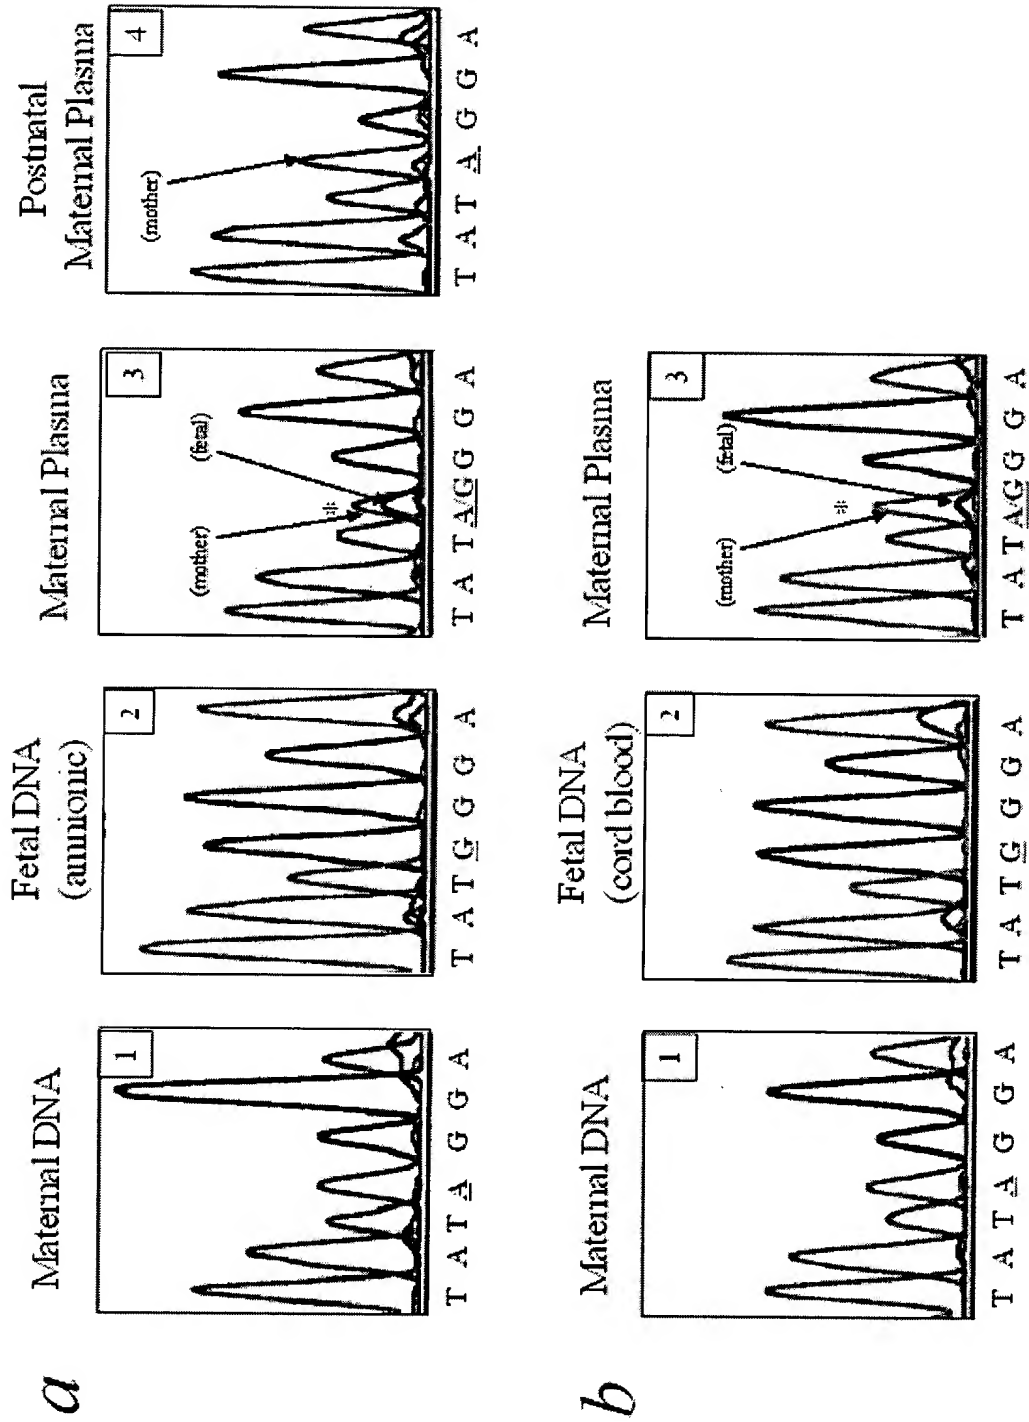 a
Maternal DNA
1
T A T A G G A
Fetal DNA
(amnionic)
2
T A T G G G A
Maternal Plasma
3
(mother)
(fetal)
*
T A T A/G G G A
Postnatal
Maternal Plasma
4
(mother)
T A T A G G A
b
Maternal DNA
1
T A T A G G A
Fetal DNA
(cord blood)
2
T A T G G G A
Maternal Plasma
3
(mother)
(fetal)
*
T A T A/G G G A